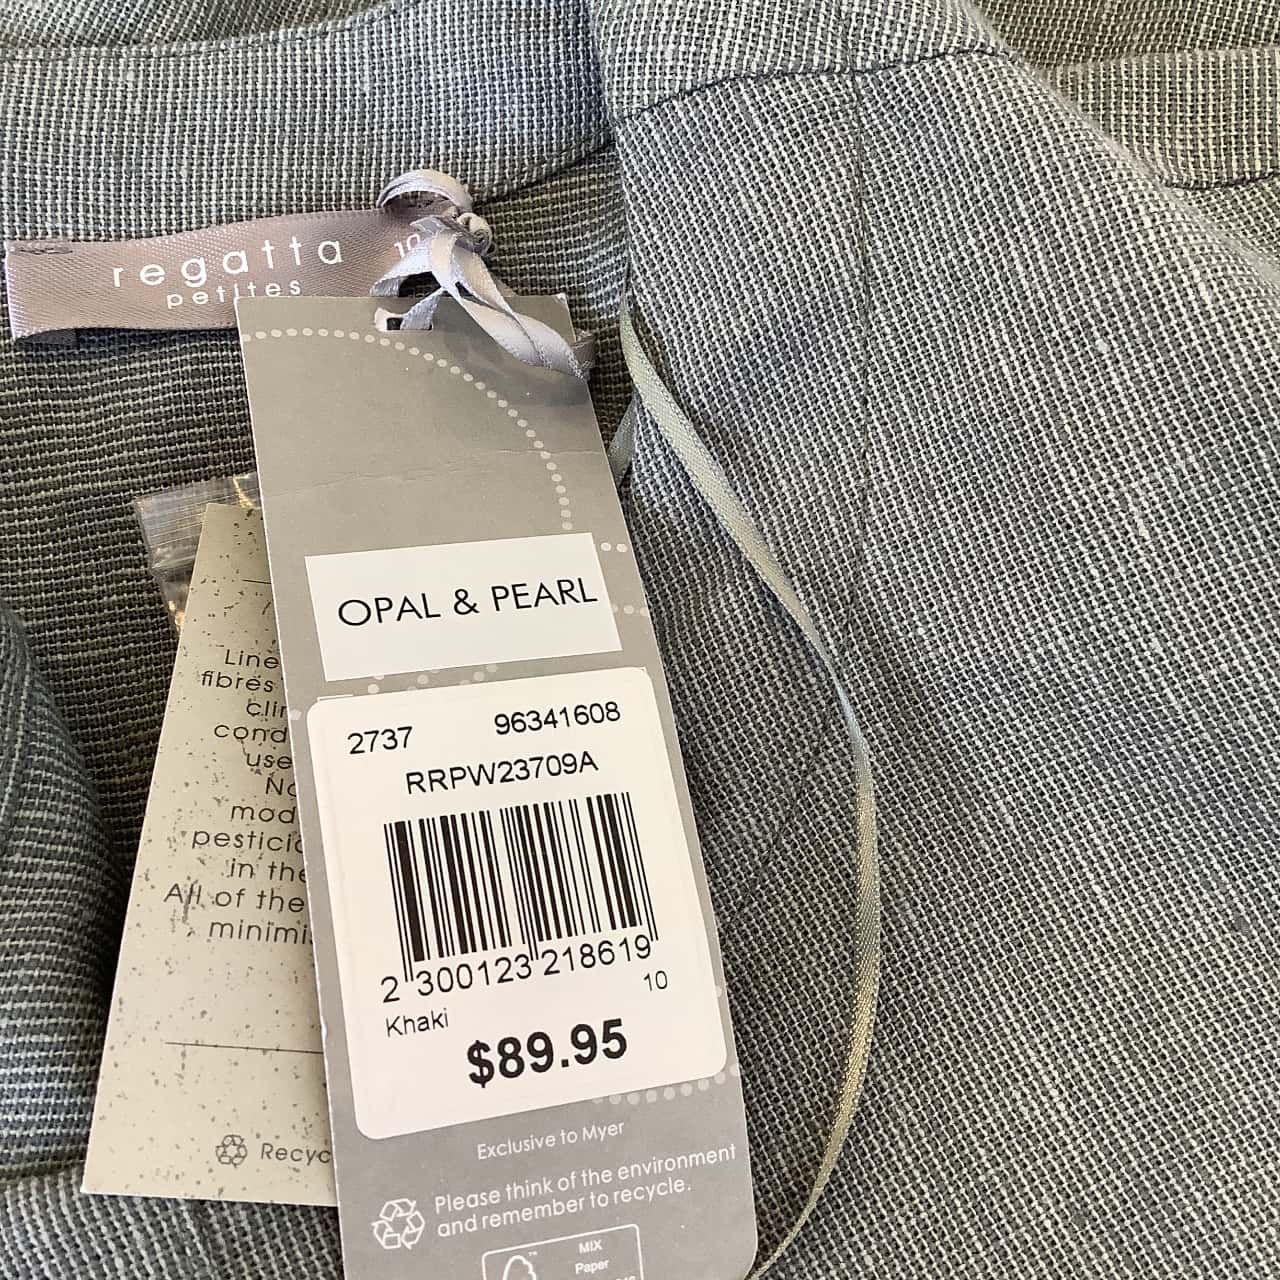 regatta 10
petites
OPAL & PEARL
2737 96341608
RRPW23709A
2 300123 218619
Khaki 10
$89.95
Exclusive to Myer
Please think of the environment
and remember to recycle.
MIX
Paper
Line
fibres
clim
cond
use
No
mod
pestici
in the
All of the
minimi
Recyc